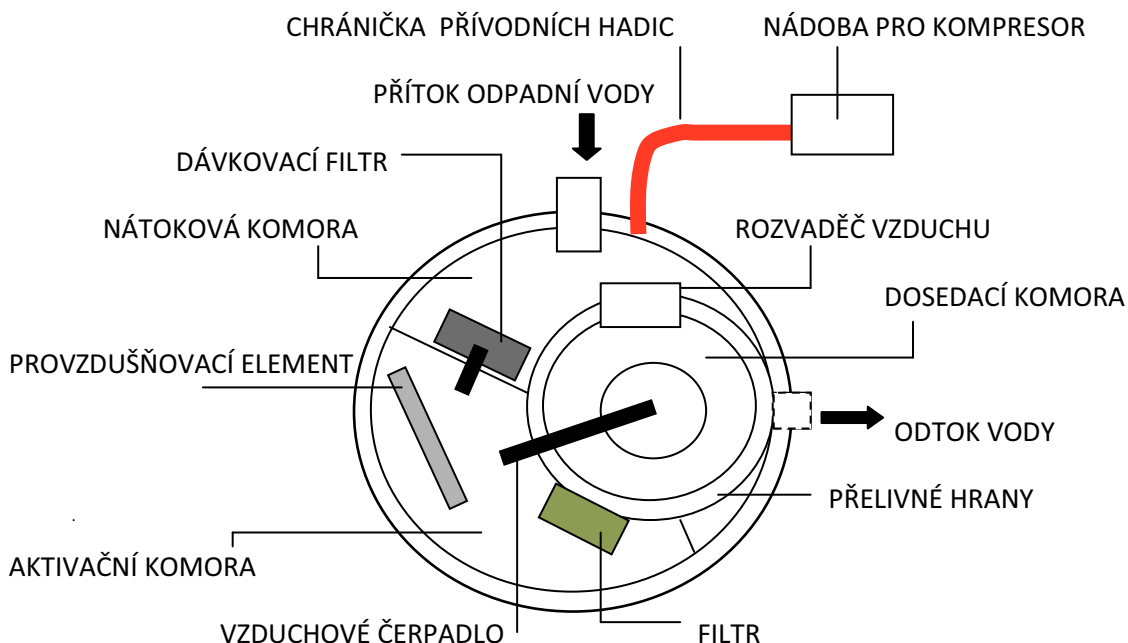 CHRÁNIČKA PŘÍVODNÍCH HADIC
NÁDOBA PRO KOMPRESOR
PŘÍTOK ODPADNÍ VODY
DÁVKOVACÍ FILTR
NÁTOKOVÁ KOMORA
ROZVADĚČ VZDUCHU
DOSEDACÍ KOMORA
PROVZDUŠŇOVACÍ ELEMENT
ODTOK VODY
PŘELIVNÉ HRANY
AKTIVAČNÍ KOMORA
VZDUCHOVÉ ČERPADLO
FILTR